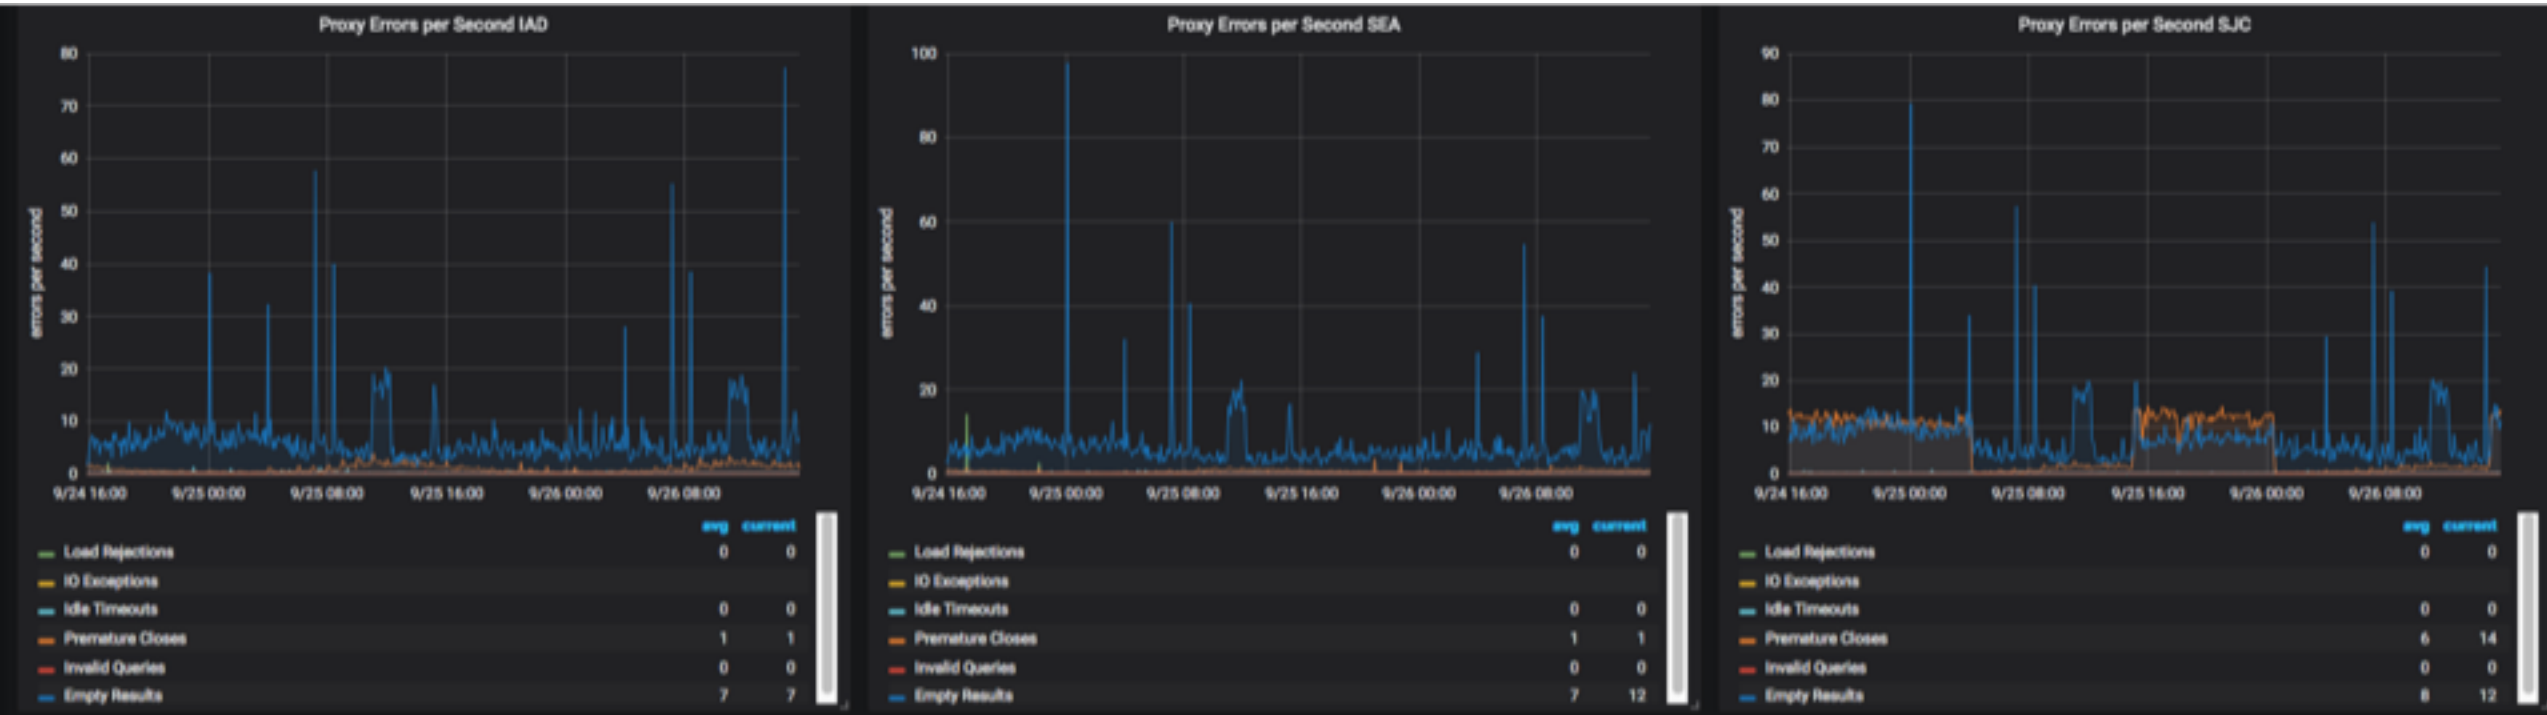 Proxy Errors per Second IAD
80
70
60
50
40
30
20
10
0
errors per second
9/24 16:00 9/25 00:00 9/25 08:00 9/25 16:00 9/26 00:00 9/26 08:00
avg current
Load Rejections 0 0
IO Exceptions
Idle Timeouts 0 0
Premature Closes 1 1
Invalid Queries 0 0
Empty Results 7 7
Proxy Errors per Second SEA
100
80
60
40
20
0
errors per second
9/24 16:00 9/25 00:00 9/25 08:00 9/25 16:00 9/26 00:00 9/26 08:00
avg current
Load Rejections 0 0
IO Exceptions
Idle Timeouts 0 0
Premature Closes 1 1
Invalid Queries 0 0
Empty Results 7 12
Proxy Errors per Second SJC
90
80
70
60
50
40
30
20
10
0
errors per second
9/24 16:00 9/25 00:00 9/25 08:00 9/25 16:00 9/26 00:00 9/26 08:00
avg current
Load Rejections 0 0
IO Exceptions
Idle Timeouts 0 0
Premature Closes 6 14
Invalid Queries 0 0
Empty Results 8 12